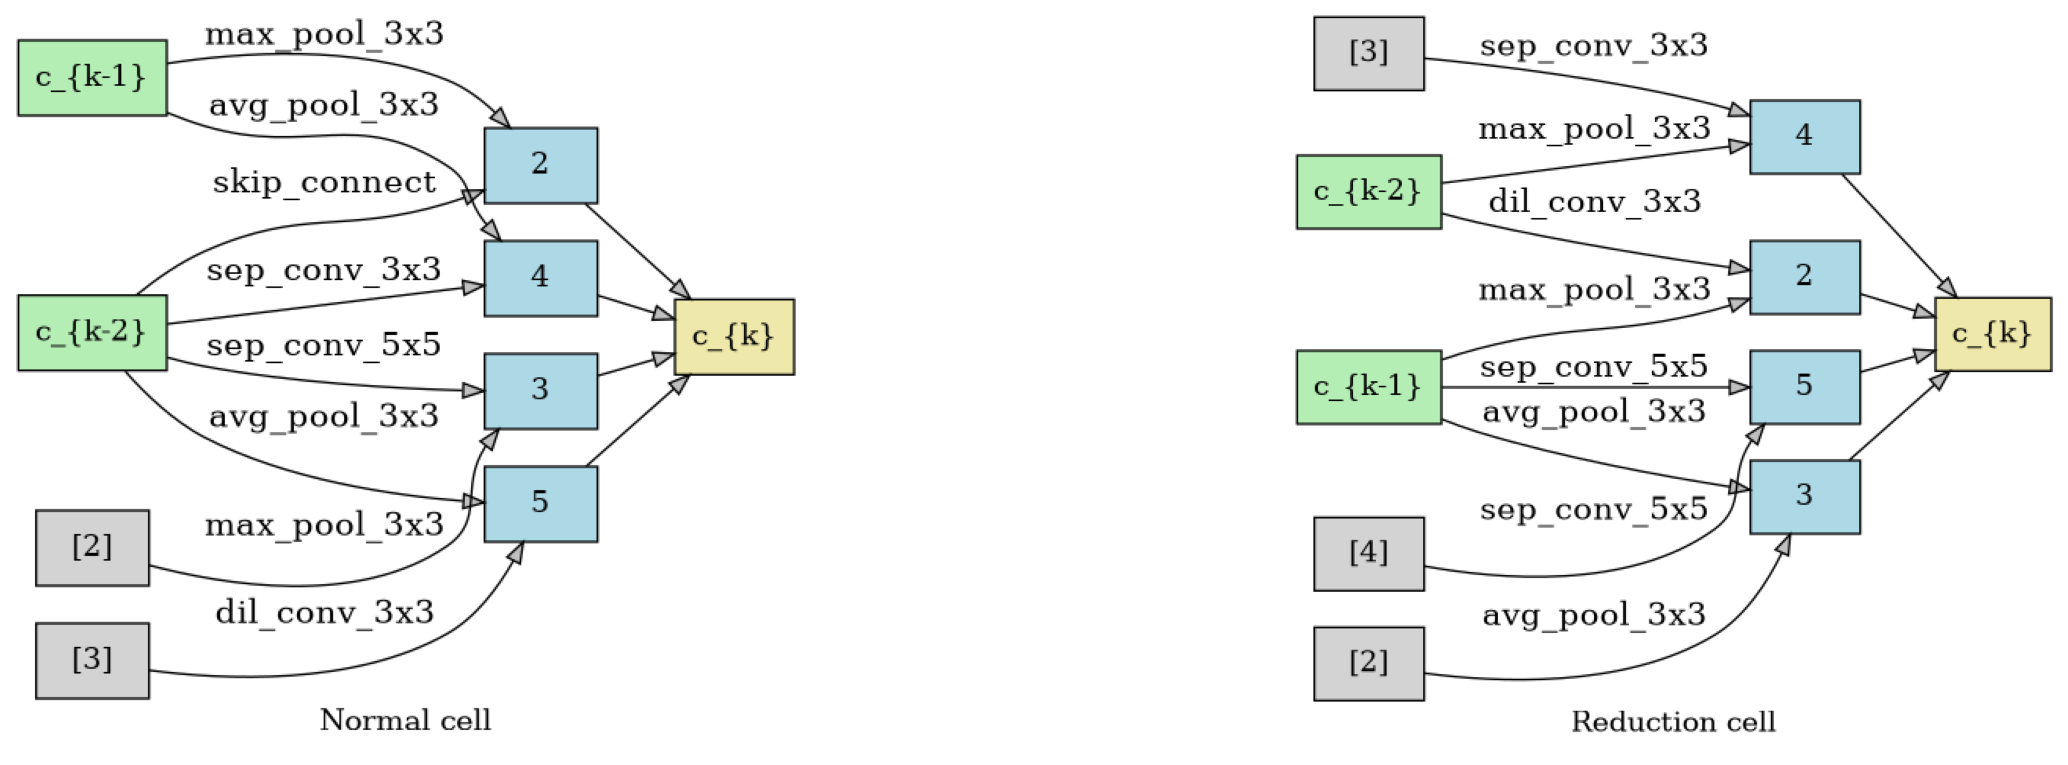 c_{k-1}
max_pool_3x3
avg_pool_3x3
skip_connect
2
c_{k-2}
sep_conv_3x3
4
sep_conv_5x5
3
c_{k}
avg_pool_3x3
5
[2]
max_pool_3x3
[3]
dil_conv_3x3
Normal cell
[3]
sep_conv_3x3
4
max_pool_3x3
c_{k-2}
dil_conv_3x3
2
max_pool_3x3
c_{k}
c_{k-1}
sep_conv_5x5
5
avg_pool_3x3
3
sep_conv_5x5
[4]
avg_pool_3x3
[2]
Reduction cell